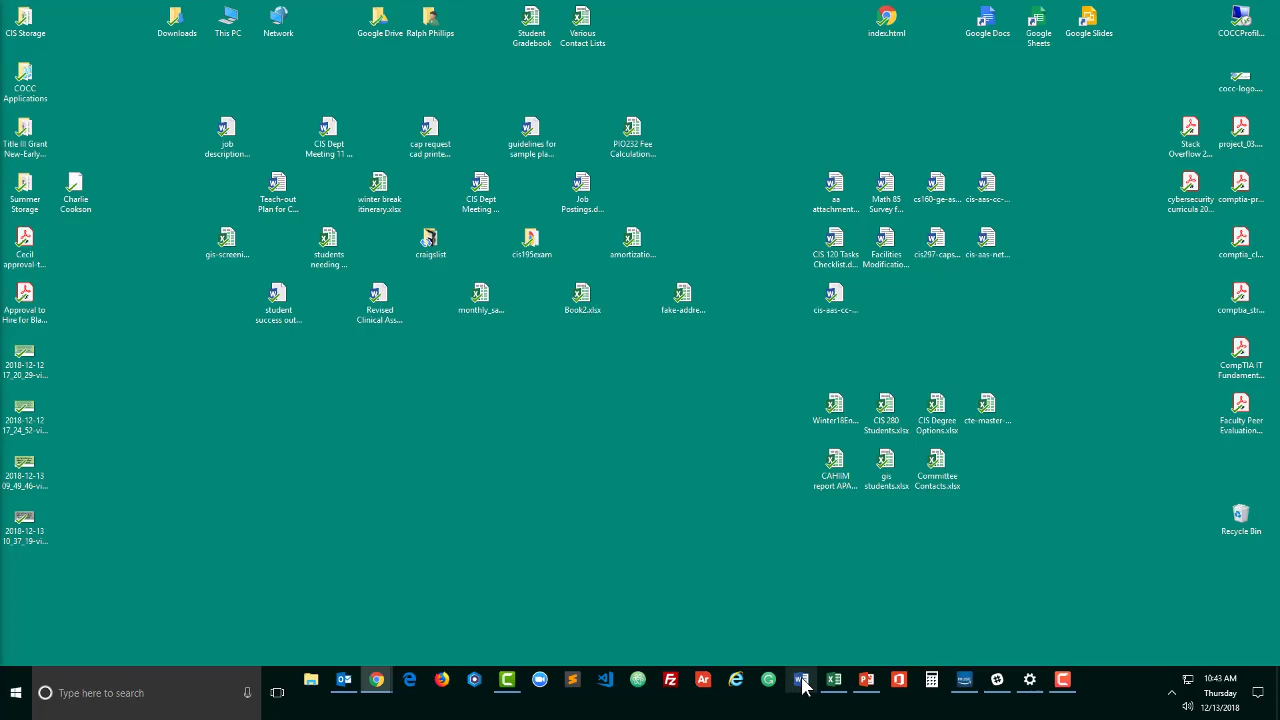 CIS Storage
Downloads
This PC
Network
Google Drive
Ralph Phillips
Student
Gradebook
Various
Contact Lists
index.html
Google Docs
Google
Sheets
Google Slides
COCCProfil...
COCC
Applications
cocc-logo....
Title III Grant
New-Early...
job
description...
CIS Dept
Meeting 11 ...
cap request
cad printe...
guidelines for
sample pla...
PIO232 Fee
Calculation...
Stack
Overflow 2...
project_03....
Summer
Storage
Charlie
Cookson
Teach-out
Plan for C...
winter break
itinerary.xlsx
CIS Dept
Meeting ...
Job
Postings.d...
aa
attachment...
Math 85
Survey f...
cs160-ge-as...
cis-aas-cc-...
cybersecurity
curricula 20...
comptia-pr...
Cecil
approval-t...
gis-screeni...
students
needing ...
craigslist
cis195exam
amortizatio...
CIS 120 Tasks
Checklist.d...
Facilities
Modificatio...
cis297-caps...
cis-aas-net...
comptia_cl...
Approval to
Hire for Bla...
student
success out...
Revised
Clinical Ass...
monthly_sa...
Book2.xlsx
fake-addre...
cis-aas-cc-...
comptia_str...
2018-12-12
17_20_29-vi...
CompTIA IT
Fundament...
2018-12-12
17_24_52-vi...
Winter18En...
CIS 280
Students.xlsx
CIS Degree
Options.xlsx
cte-master-...
Faculty Peer
Evaluation...
2018-12-13
09_49_46-vi...
CAHIIM
report APA...
gis
students.xlsx
Committee
Contacts.xlsx
2018-12-13
10_37_19-vi...
Recycle Bin
Type here to search
Fz
Ar
10:43 AM
Thursday
12/13/2018